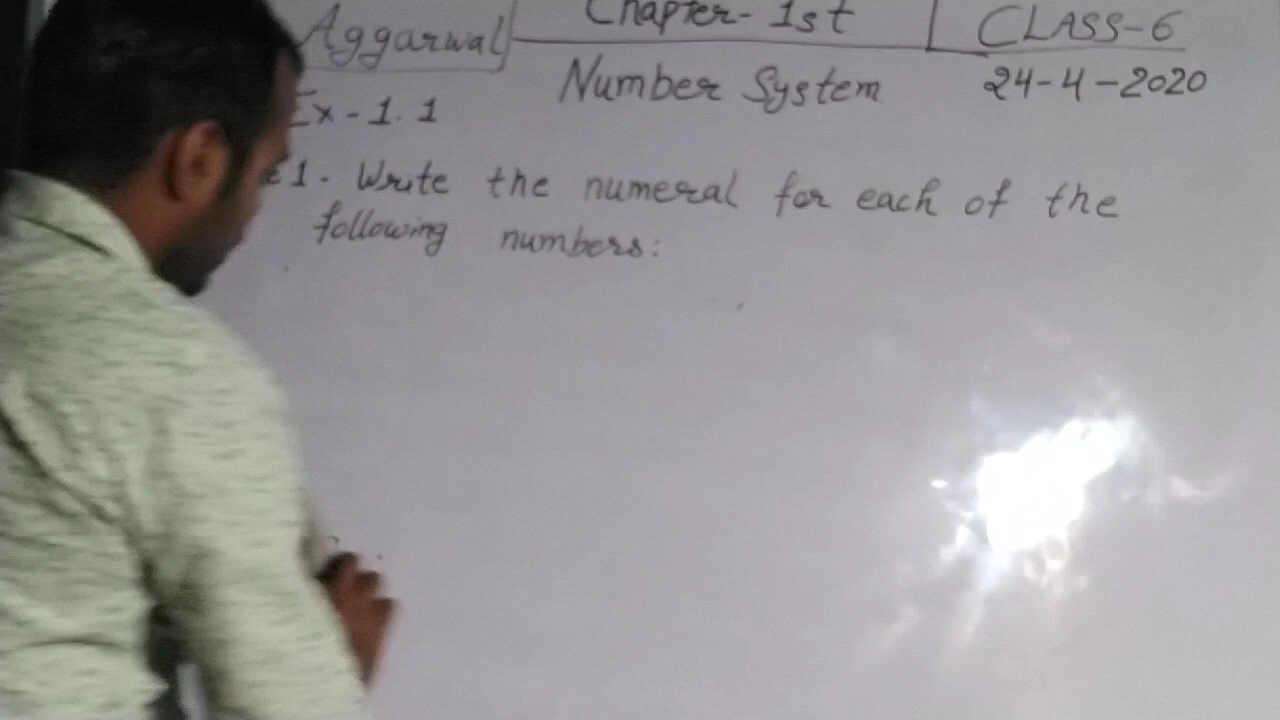 Aggarwal Chapter- 1st CLASS-6
Number System 24-4-2020
Ex-1.1
1. Write the numeral for each of the
following numbers: